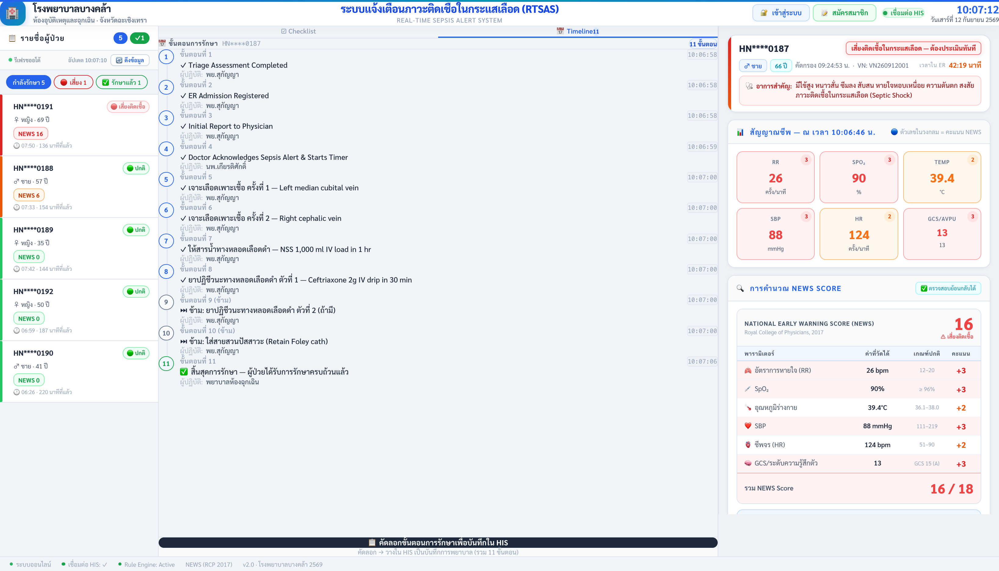 โรงพยาบาลบางคล้า
ห้องอุบัติเหตุและฉุกเฉิน · จังหวัดฉะเชิงเทรา
ระบบแจ้งเตือนภาวะติดเชื้อในกระแสเลือด (RTSAS)
REAL-TIME SEPSIS ALERT SYSTEM
🔐 เข้าสู่ระบบ
📝 สมัครสมาชิก
เชื่อมต่อ HIS
10:07:12
วันเสาร์ที่ 12 กันยายน 2569
📋 รายชื่อผู้ป่วย 5 ✓1
รีเฟรชออโต้ อัปเดต 10:07:10 🔄 ดึงข้อมูล
กำลังรักษา 5 🔴 เสี่ยง 1 ✅ รักษาแล้ว 1
HN****0191 🔴 เสี่ยงติดเชื้อ
♀ หญิง · 69 ปี
NEWS 16
🕐 07:50 · 136 นาทีที่แล้ว
HN****0188 🟢 ปกติ
♂ ชาย · 57 ปี
NEWS 6
🕐 07:33 · 154 นาทีที่แล้ว
HN****0189 🟢 ปกติ
♀ หญิง · 35 ปี
NEWS 0
🕐 07:42 · 144 นาทีที่แล้ว
HN****0192 🟢 ปกติ
♀ หญิง · 50 ปี
NEWS 0
🕐 06:59 · 187 นาทีที่แล้ว
HN****0190 🟢 ปกติ
♂ ชาย · 41 ปี
NEWS 0
🕐 06:26 · 220 นาทีที่แล้ว
☑ Checklist
📅 Timeline11
📅 ขั้นตอนการรักษา HN****0187 11 ขั้นตอน
1 ขั้นตอนที่ 1 10:06:58
✓ Triage Assessment Completed
ผู้ปฏิบัติ: พย.สุกัญญา
2 ขั้นตอนที่ 2 10:06:58
✓ ER Admission Registered
ผู้ปฏิบัติ: พย.สุกัญญา
3 ขั้นตอนที่ 3 10:06:58
✓ Initial Report to Physician
ผู้ปฏิบัติ: พย.สุกัญญา
4 ขั้นตอนที่ 4 10:06:59
✓ Doctor Acknowledges Sepsis Alert & Starts Timer
ผู้ปฏิบัติ: นพ.เกียรติศักดิ์
5 ขั้นตอนที่ 5 10:07:00
✓ เจาะเลือดเพาะเชื้อ ครั้งที่ 1 — Left median cubital vein
ผู้ปฏิบัติ: พย.สุกัญญา
6 ขั้นตอนที่ 6 10:07:00
✓ เจาะเลือดเพาะเชื้อ ครั้งที่ 2 — Right cephalic vein
ผู้ปฏิบัติ: พย.สุกัญญา
7 ขั้นตอนที่ 7 10:07:00
✓ ให้สารน้ำทางหลอดเลือดดำ — NSS 1,000 ml IV load in 1 hr
ผู้ปฏิบัติ: พย.สุกัญญา
8 ขั้นตอนที่ 8 10:07:00
✓ ยาปฏิชีวนะทางหลอดเลือดดำ ตัวที่ 1 — Ceftriaxone 2g IV drip in 30 min
ผู้ปฏิบัติ: พย.สุกัญญา
9 ขั้นตอนที่ 9 (ข้าม) 10:07:00
⏭ ข้าม: ยาปฏิชีวนะทางหลอดเลือดดำ ตัวที่ 2 (ถ้ามี)
ผู้ปฏิบัติ: พย.สุกัญญา
10 ขั้นตอนที่ 10 (ข้าม) 10:07:00
⏭ ข้าม: ใส่สายสวนปัสสาวะ (Retain Foley cath)
ผู้ปฏิบัติ: พย.สุกัญญา
11 ขั้นตอนที่ 11 10:07:06
✅ สิ้นสุดการรักษา — ผู้ป่วยได้รับการรักษาครบถ้วนแล้ว
ผู้ปฏิบัติ: พยาบาลห้องฉุกเฉิน
📋 คัดลอกขั้นตอนการรักษาเพื่อบันทึกใน HIS
คัดลอก → วางใน HIS เป็นบันทึกการพยาบาล (รวม 11 ขั้นตอน)
HN****0187 เสี่ยงติดเชื้อในกระแสเลือด — ต้องประเมินทันที
♂ ชาย 66 ปี คัดกรอง 09:24:53 น. · VN: VN260912001 เวลาใน ER 42:19 นาที
🩺 อาการสำคัญ: มีไข้สูง หนาวสั่น ซึมลง สับสน หายใจหอบเหนื่อย ความดันตก สงสัย
ภาวะติดเชื้อในกระแสเลือด (Septic Shock)
📊 สัญญาณชีพ — ณ เวลา 10:06:46 น. 🔵 ตัวเลขในวงกลม = คะแนน NEWS
RR 3
26
ครั้ง/นาที
SPO₂ 3
90
%
TEMP 2
39.4
°C
SBP 3
88
mmHg
HR 2
124
ครั้ง/นาที
GCS/AVPU 3
13
13
🔍 การคำนวณ NEWS SCORE ✅ ตรวจสอบย้อนกลับได้
NATIONAL EARLY WARNING SCORE (NEWS) 16
Royal College of Physicians, 2017 ⚠ เสี่ยงติดเชื้อ
พารามิเตอร์ ค่าที่วัดได้ เกณฑ์ปกติ คะแนน
🫁 อัตราการหายใจ (RR) 26 bpm 12–20 +3
💉 SpO₂ 90% ≥ 96% +3
🌡 อุณหภูมิร่างกาย 39.4°C 36.1–38.0 +2
❤️ SBP 88 mmHg 111–219 +3
🫀 ชีพจร (HR) 124 bpm 51–90 +2
🧠 GCS/ระดับความรู้สึกตัว 13 GCS 15 (A) +3
รวม NEWS Score 16 / 18
ระบบออนไลน์ เชื่อมต่อ HIS: ✓ Rule Engine: Active NEWS (RCP 2017) v2.0 · โรงพยาบาลบางคล้า 2569